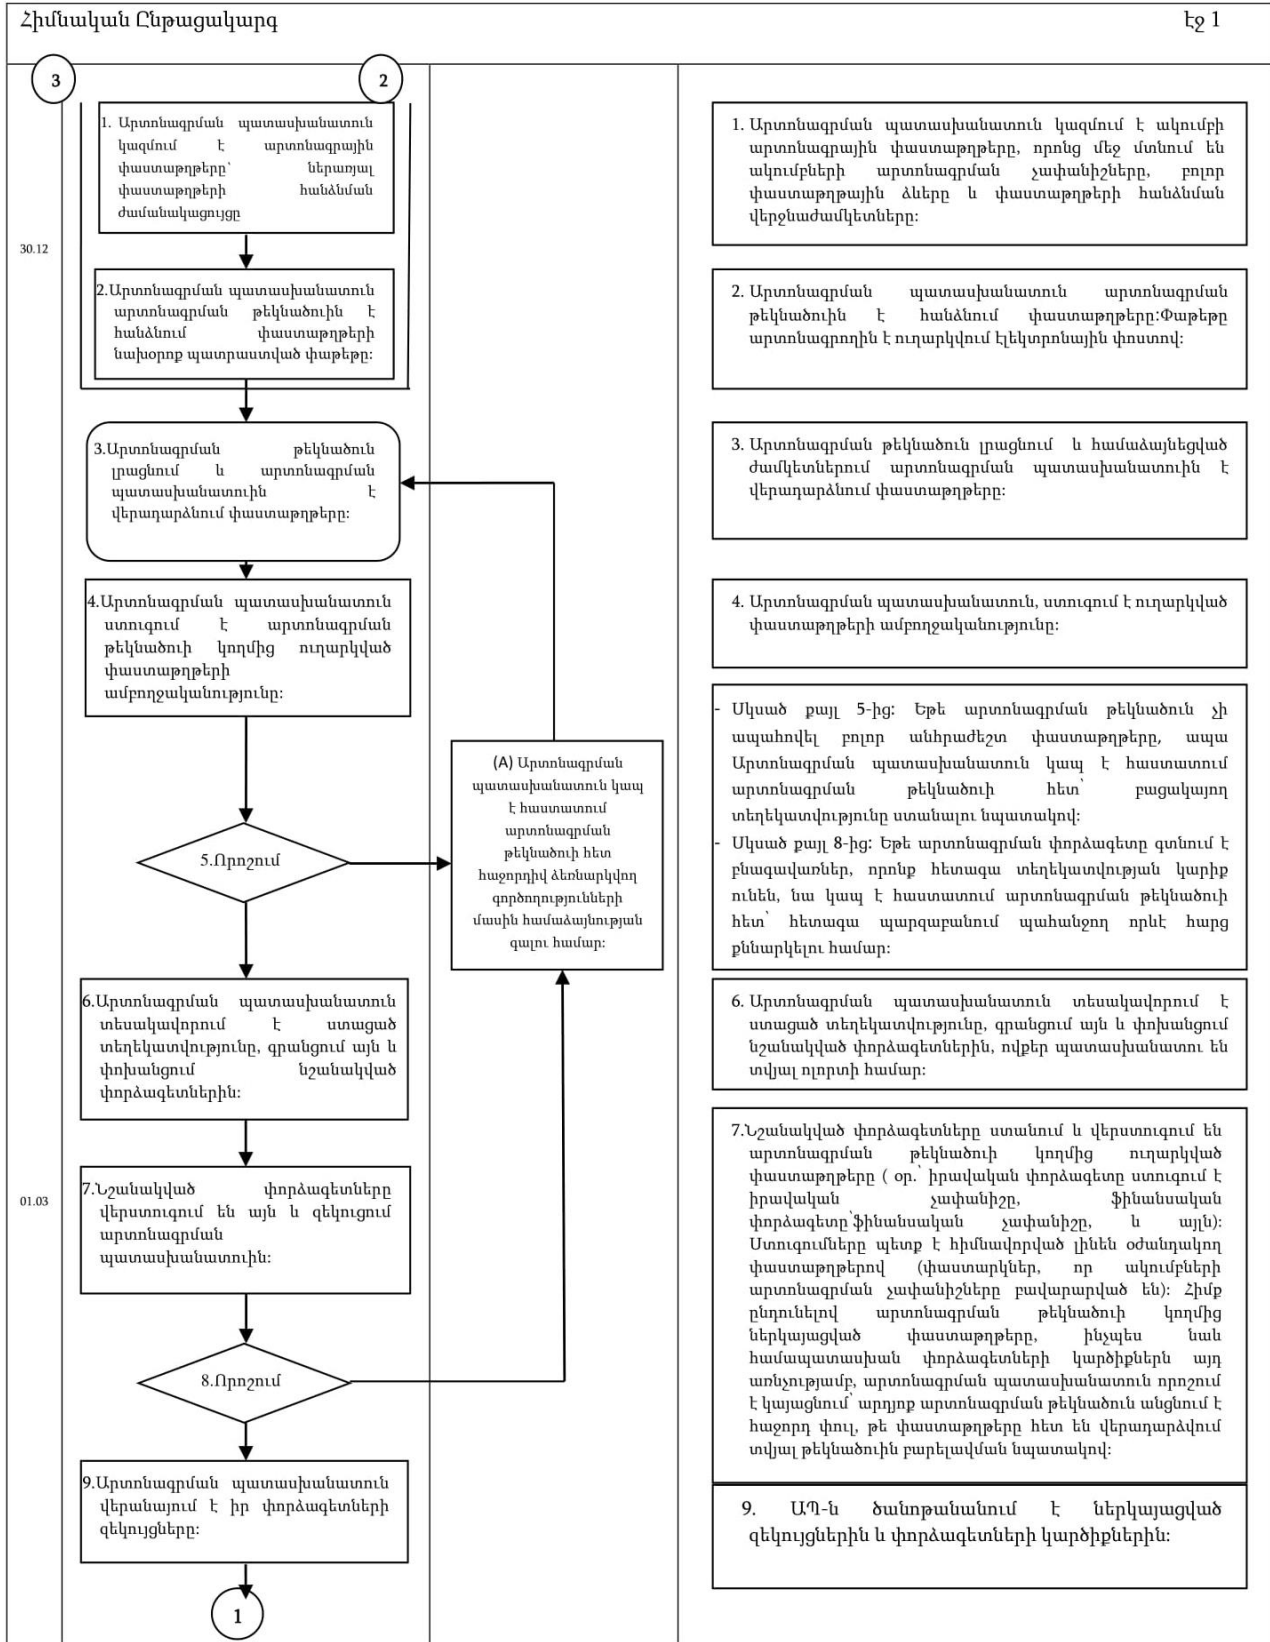 Հիմնական Ընթացակարգ
էջ 1
3
2
1. Արտոնագրման պատասխանատուն
կազմում է արտոնագրային
փաստաթղթերը՝ ներառյալ
փաստաթղթերի հանձնման
ժամանակացույցը
30.12
2.Արտոնագրման պատասխանատուն
արտոնագրման թեկնածուին է
հանձնում փաստաթղթերի
նախօրոք պատրաստված փաթեթը:
3.Արտոնագրման թեկնածուն
լրացնում և արտոնագրման
պատասխանատուին է
վերադարձնում փաստաթղթերը:
4.Արտոնագրման պատասխանատուն
ստուգում է արտոնագրման
թեկնածուի կողմից ուղարկված
փաստաթղթերի
ամբողջականությունը:
5.Որոշում
6.Արտոնագրման պատասխանատուն
տեսակավորում է ստացած
տեղեկատվությունը, գրանցում այն և
փոխանցում նշանակված
փորձագետներին:
01.03
7.Նշանակված փորձագետները
վերստուգում են այն և զեկուցում
արտոնագրման
պատասխանատուին:
8.Որոշում
9.Արտոնագրման պատասխանատուն
վերանայում է իր փորձագետների
զեկույցները:
1
(A) Արտոնագրման
պատասխանատուն կապ
է հաստատում
արտոնագրման
թեկնածուի հետ
հաջորդիվ ձեռնարկվող
գործողությունների
մասին համաձայնության
գալու համար:
1. Արտոնագրման պատասխանատուն կազմում է ակումբի
արտոնագրային փաստաթղթերը, որոնց մեջ մտնում են
ակումբների արտոնագրման չափանիշները, բոլոր
փաստաթղթային ձևերը և փաստաթղթերի հանձնման
վերջնաժամկետները:
2. Արտոնագրման պատասխանատուն արտոնագրման
թեկնածուին է հանձնում փաստաթղթերը:Փաթեթը
արտոնագրողին է ուղարկվում էլեկտրոնային փոստով:
3. Արտոնագրման թեկնածուն լրացնում և համաձայնեցված
ժամկետներում արտոնագրման պատասխանատուին է
վերադարձնում փաստաթղթերը:
4. Արտոնագրման պատասխանատուն, ստուգում է ուղարկված
փաստաթղթերի ամբողջականությունը:
- Սկսած քայլ 5-ից: Եթե արտոնագրման թեկնածուն չի
ապահովել բոլոր անհրաժեշտ փաստաթղթերը, ապա
Արտոնագրման պատասխանատուն կապ է հաստատում
արտոնագրման թեկնածուի հետ՝ բացակայող
տեղեկատվությունը ստանալու նպատակով:
- Սկսած քայլ 8-ից: Եթե արտոնագրման փորձագետը գտնում է
բնագավառներ, որոնք հետագա տեղեկատվության կարիք
ունեն, նա կապ է հաստատում արտոնագրման թեկնածուի
հետ՝ հետագա պարզաբանում պահանջող որևէ հարց
քննարկելու համար:
6. Արտոնագրման պատասխանատուն տեսակավորում է
ստացած տեղեկատվությունը, գրանցում այն և փոխանցում
նշանակված փորձագետներին, ովքեր պատասխանատու են
տվյալ ոլորտի համար:
7.Նշանակված փորձագետները ստանում և վերստուգում են
արտոնագրման թեկնածուի կողմից ուղարկված
փաստաթղթերը ( օր.՝ իրավական փորձագետը ստուգում է
իրավական չափանիշը, ֆինանսական
փորձագետը՝ֆինանսական չափանիշը, և այլն):
Ստուգումները պետք է հիմնավորված լինեն օժանդակող
փաստաթղթերով (փաստարկներ, որ ակումբների
արտոնագրման չափանիշները բավարարված են): Հիմք
ընդունելով արտոնագրման թեկնածուի կողմից
ներկայացված փաստաթղթերը, ինչպես նաև
համապատասխան փորձագետների կարծիքներն այդ
առնչությամբ, արտոնագրման պատասխանատուն որոշում
է կայացնում՝ արդյոք արտոնագրման թեկնածուն անցնում է
հաջորդ փուլ, թե փաստաթղթերը հետ են վերադարձվում
տվյալ թեկնածուին բարելավման նպատակով:
9. ԱՊ-ն ծանոթանանում է ներկայացված
զեկույցներին և փորձագետների կարծիքներին: